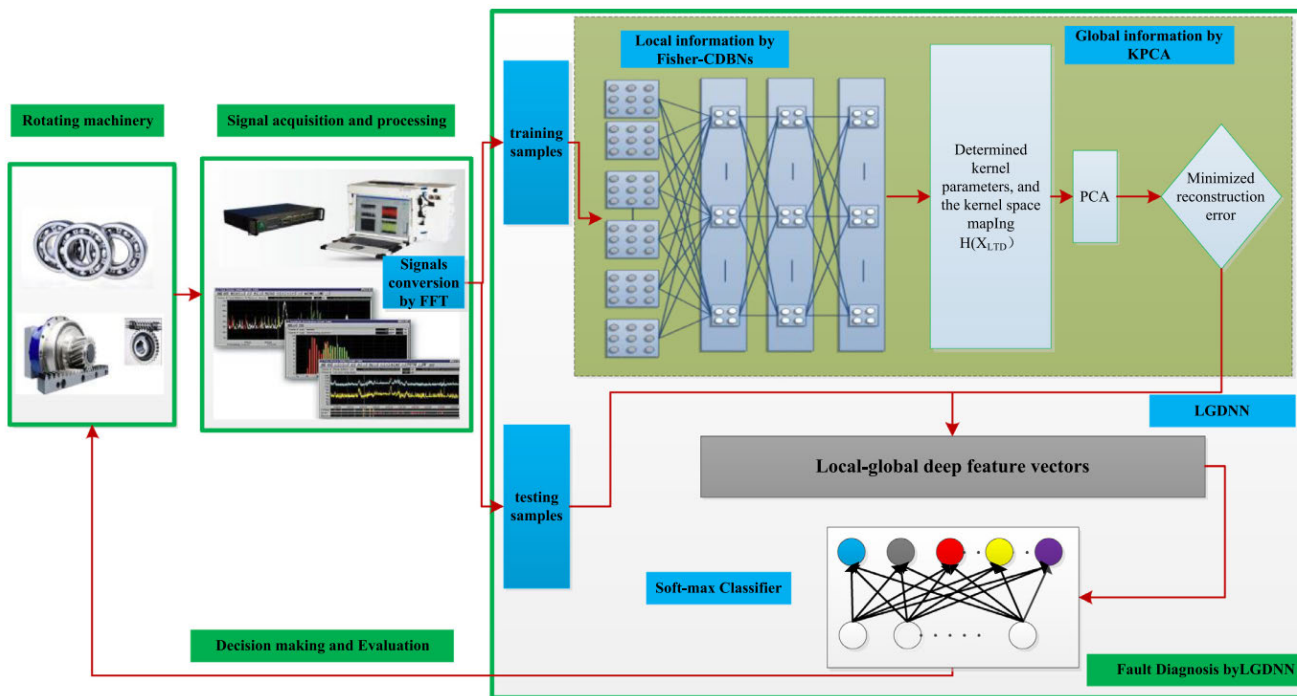 Rotating machinery
Signal acquisition and processing
Signals
conversion
by FFT
training
samples
Local information by
Fisher-CDBNs
Global information by
KPCA
Determined
kernel
parameters, and
the kernel space
mapIng
H(X_LTD)
PCA
Minimized
reconstruction
error
LGDNN
Local-global deep feature vectors
testing
samples
Soft-max Classifier
Decision making and Evaluation
Fault Diagnosis byLGDNN